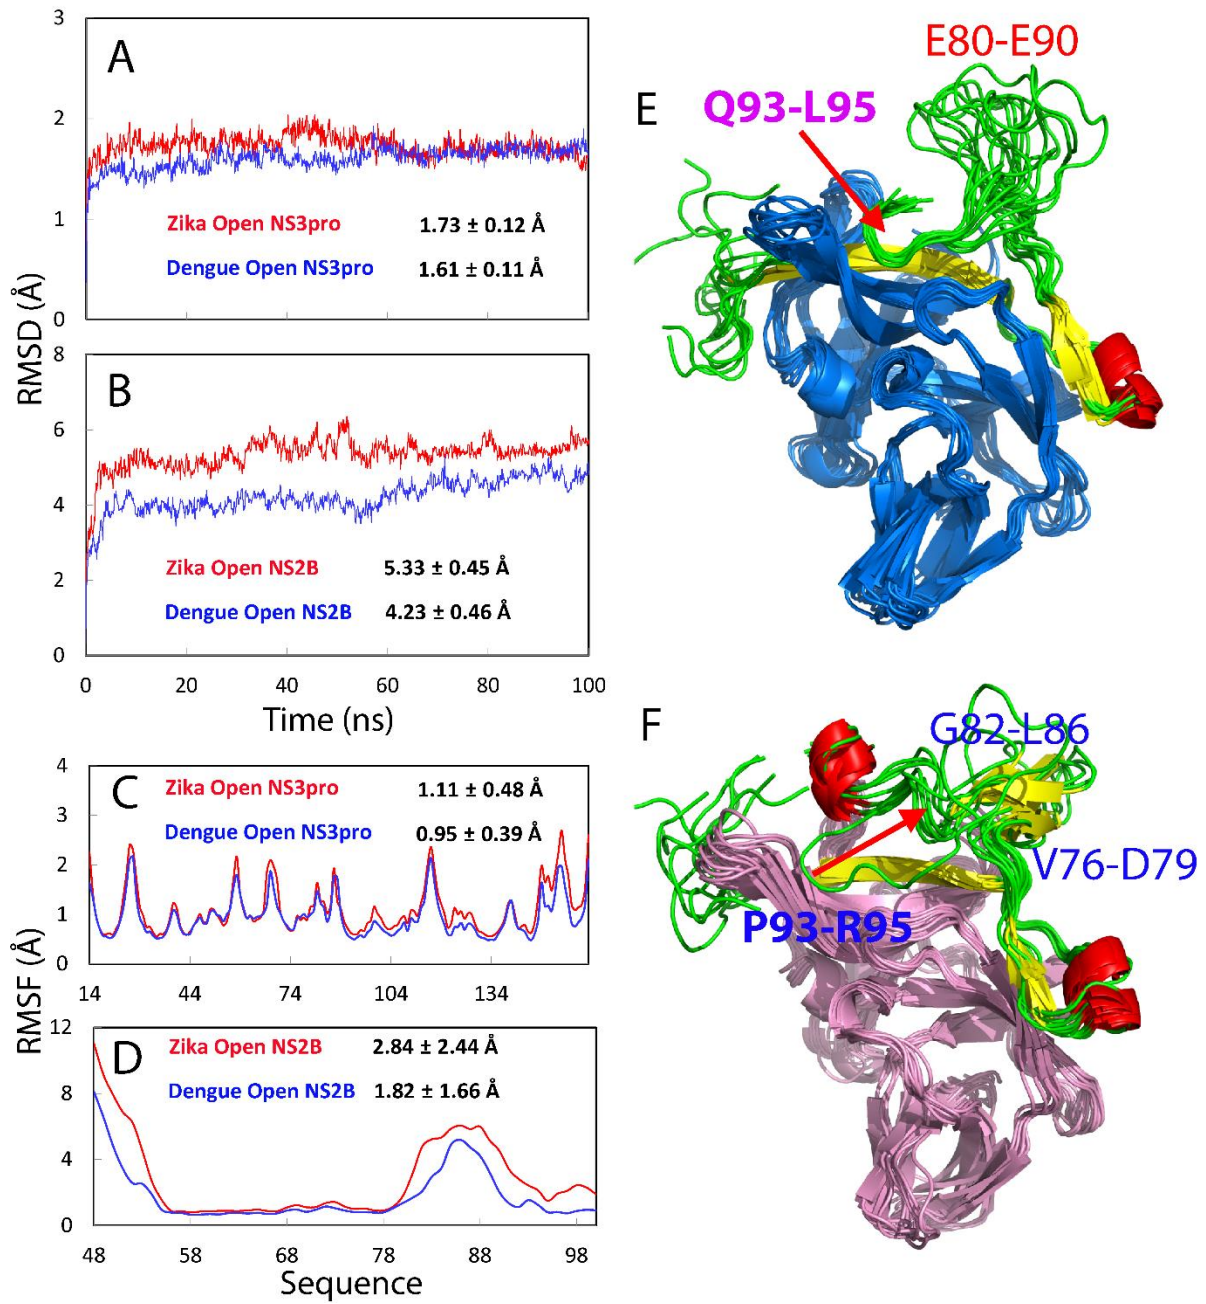 A
3
2
1
0
Zika Open NS3pro 1.73 ± 0.12 Å
Dengue Open NS3pro 1.61 ± 0.11 Å
RMSD (Å)
B
8
6
4
2
0
Zika Open NS2B 5.33 ± 0.45 Å
Dengue Open NS2B 4.23 ± 0.46 Å
0 20 40 60 80 100
Time (ns)
C
4
3
2
1
0
Zika Open NS3pro 1.11 ± 0.48 Å
Dengue Open NS3pro 0.95 ± 0.39 Å
14 44 74 104 134
RMSF (Å)
D
12
8
4
0
Zika Open NS2B 2.84 ± 2.44 Å
Dengue Open NS2B 1.82 ± 1.66 Å
48 58 68 78 88 98
Sequence
E
E80-E90
Q93-L95
F
G82-L86
V76-D79
P93-R95